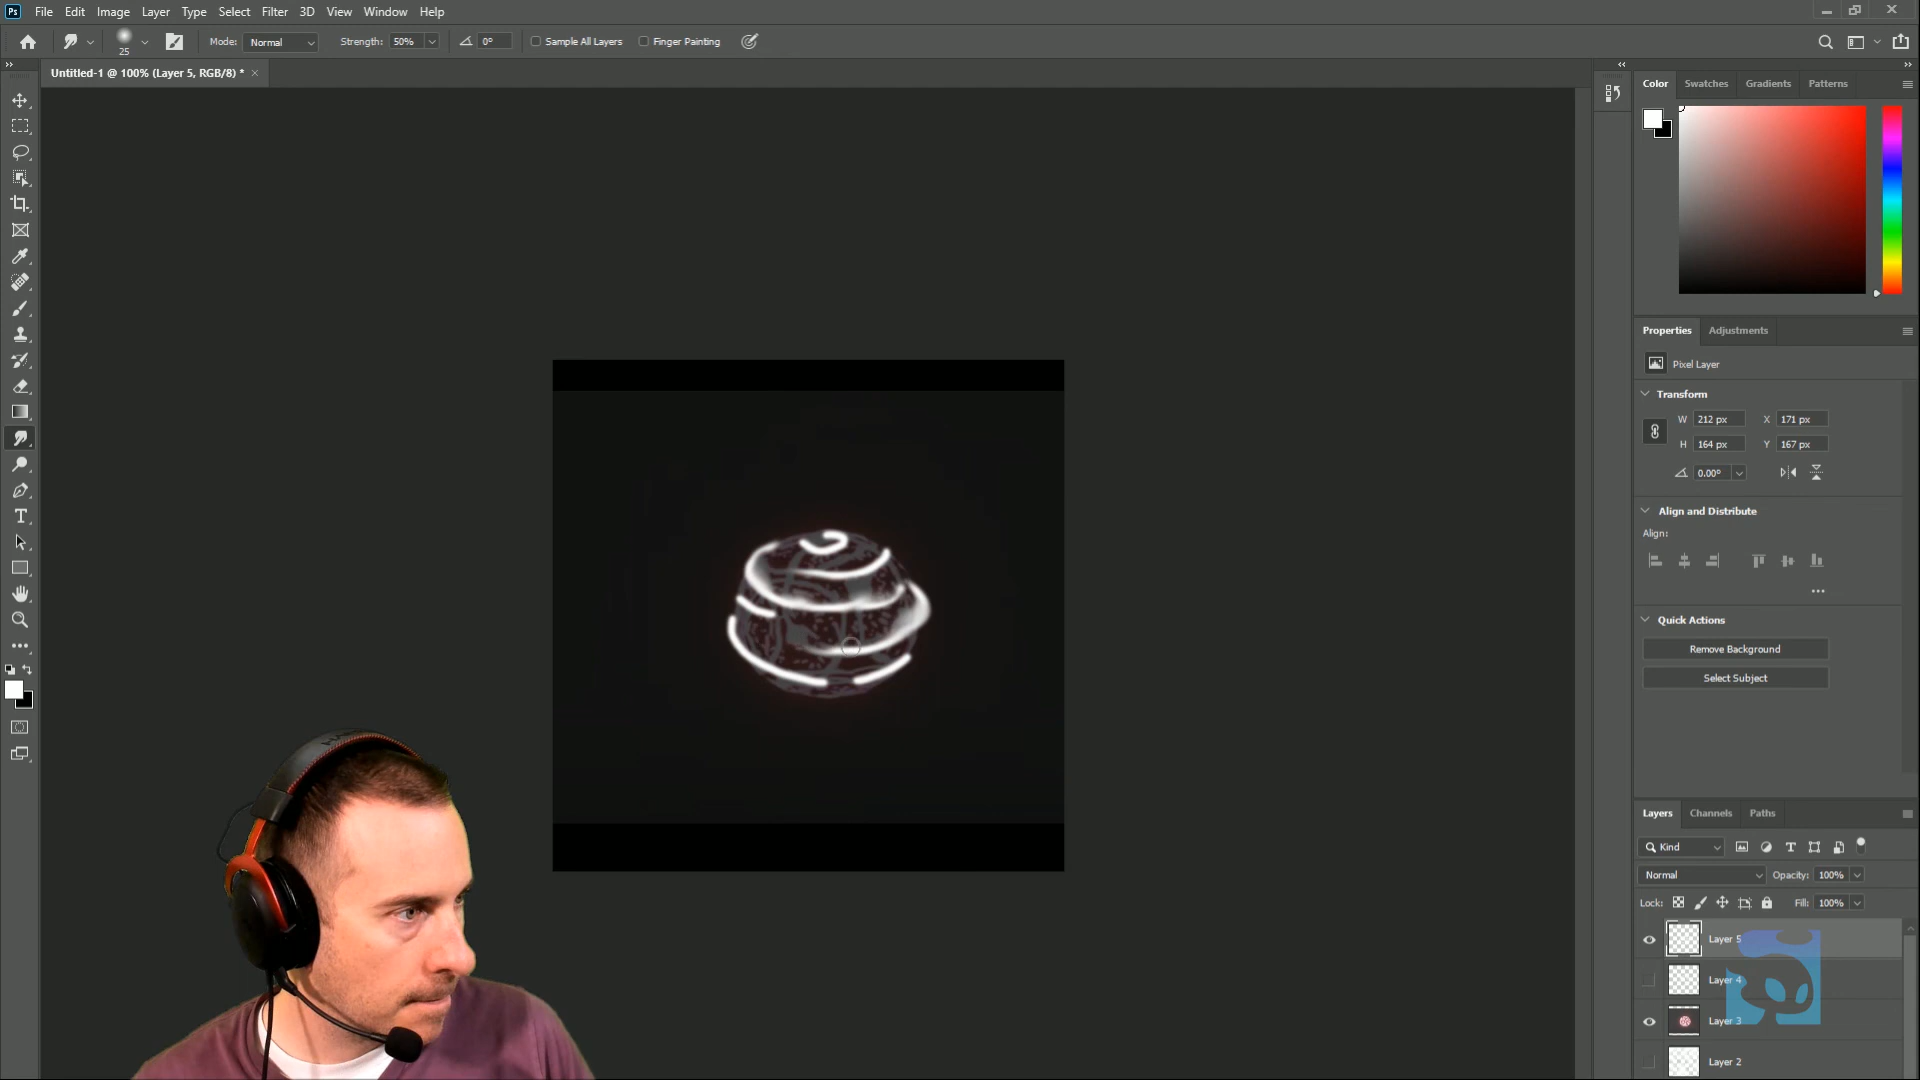 Ps File Edit Image Layer Type Select Filter 3D View Window Help
25 Mode: Normal Strength: 50% 0° Sample All Layers Finger Painting
Untitled-1 @ 100% (Layer 5, RGB/8) * ×
Color Swatches Gradients Patterns
Properties Adjustments
Pixel Layer
Transform
W 212 px X 171 px
H 164 px Y 167 px
0.00°
Align and Distribute
Align:
Quick Actions
Remove Background
Select Subject
Layers Channels Paths
Kind
Normal Opacity: 100%
Lock: Fill: 100%
Layer 5
Layer 4
Layer 3
Layer 2